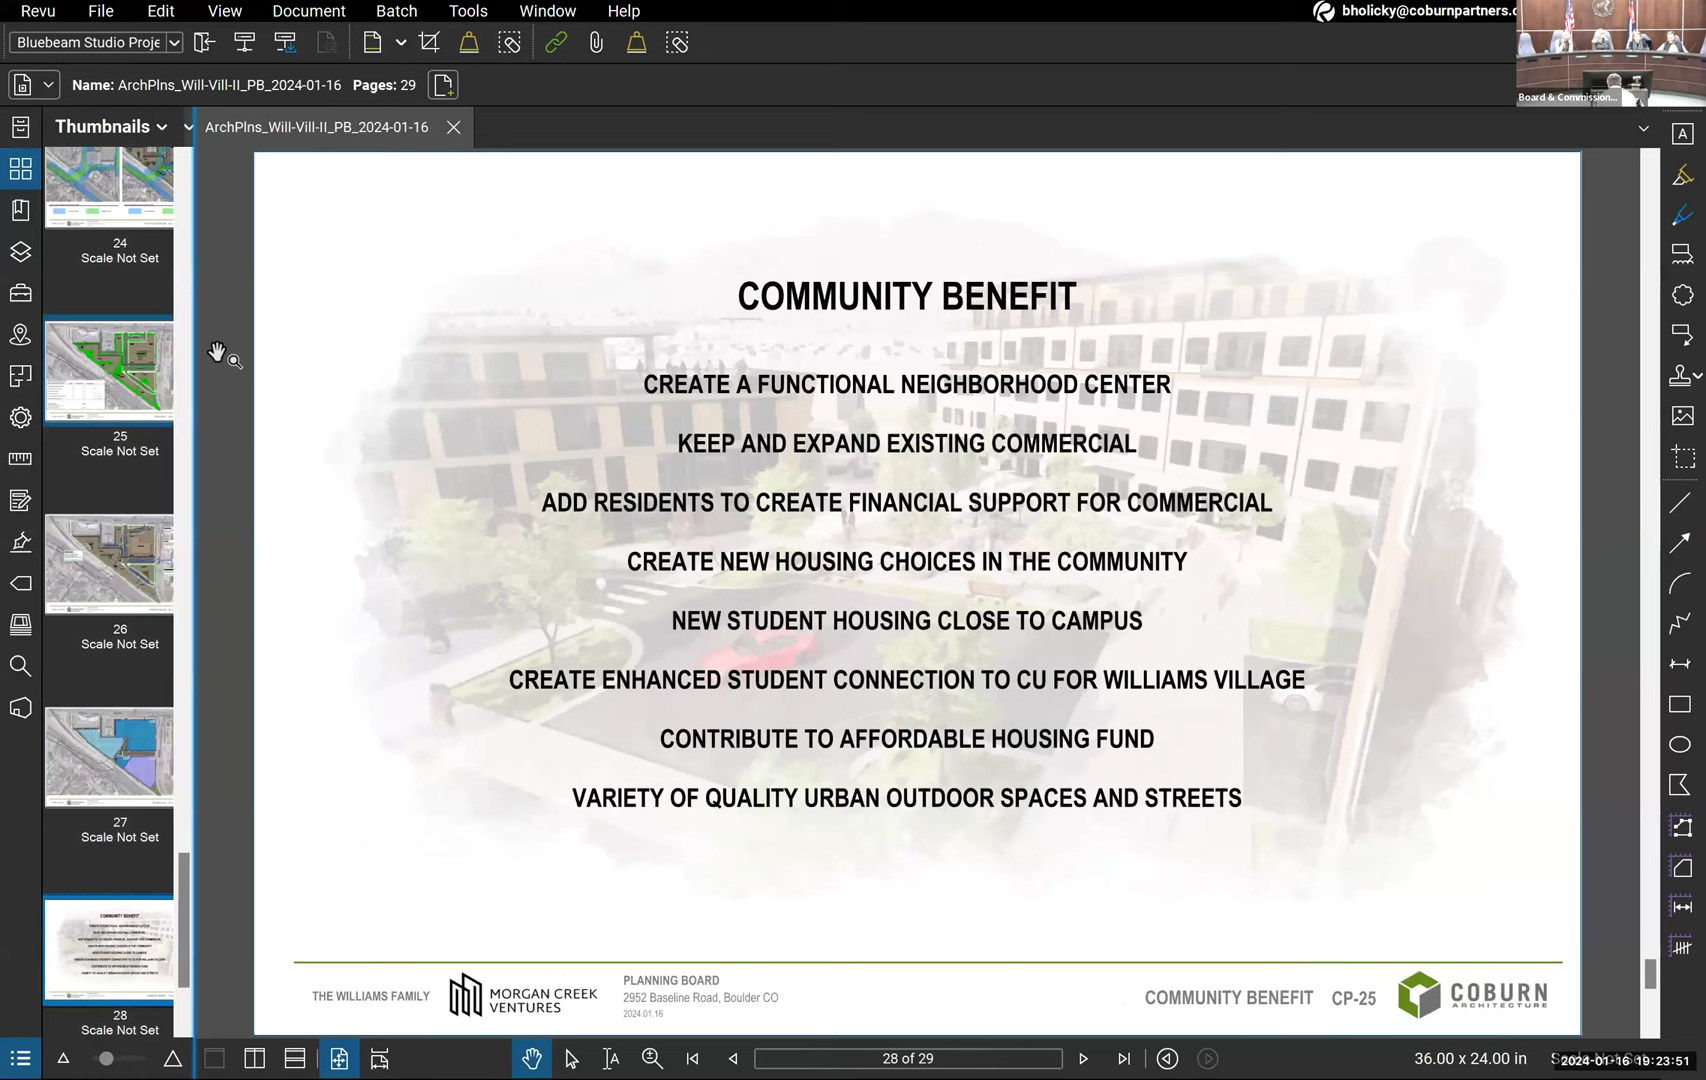 Revu File Edit View Document Batch Tools Window Help
bholicky@coburnpartners.c
Bluebeam Studio Proje
Board & Commission...
Name: ArchPlns_Will-Vill-II_PB_2024-01-16 Pages: 29
Thumbnails
ArchPlns_Will-Vill-II_PB_2024-01-16
24
Scale Not Set
25
Scale Not Set
26
Scale Not Set
27
Scale Not Set
28
Scale Not Set
COMMUNITY BENEFIT
CREATE A FUNCTIONAL NEIGHBORHOOD CENTER
KEEP AND EXPAND EXISTING COMMERCIAL
ADD RESIDENTS TO CREATE FINANCIAL SUPPORT FOR COMMERCIAL
CREATE NEW HOUSING CHOICES IN THE COMMUNITY
NEW STUDENT HOUSING CLOSE TO CAMPUS
CREATE ENHANCED STUDENT CONNECTION TO CU FOR WILLIAMS VILLAGE
CONTRIBUTE TO AFFORDABLE HOUSING FUND
VARIETY OF QUALITY URBAN OUTDOOR SPACES AND STREETS
THE WILLIAMS FAMILY
MORGAN CREEK
VENTURES
PLANNING BOARD
2952 Baseline Road, Boulder CO
2024.01.16
COMMUNITY BENEFIT CP-25
COBURN
ARCHITECTURE
28 of 29
36.00 x 24.00 in
2024-01-16 19:23:51